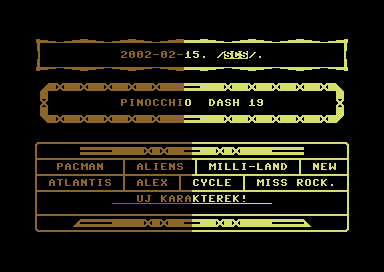 2002-02-15. /SCS/.
PINOCCHIO DASH 19
PACMAN ALIENS MILLI-LAND NEW
ATLANTIS ALEX CYCLE MISS ROCK.
UJ KARAKTEREK!